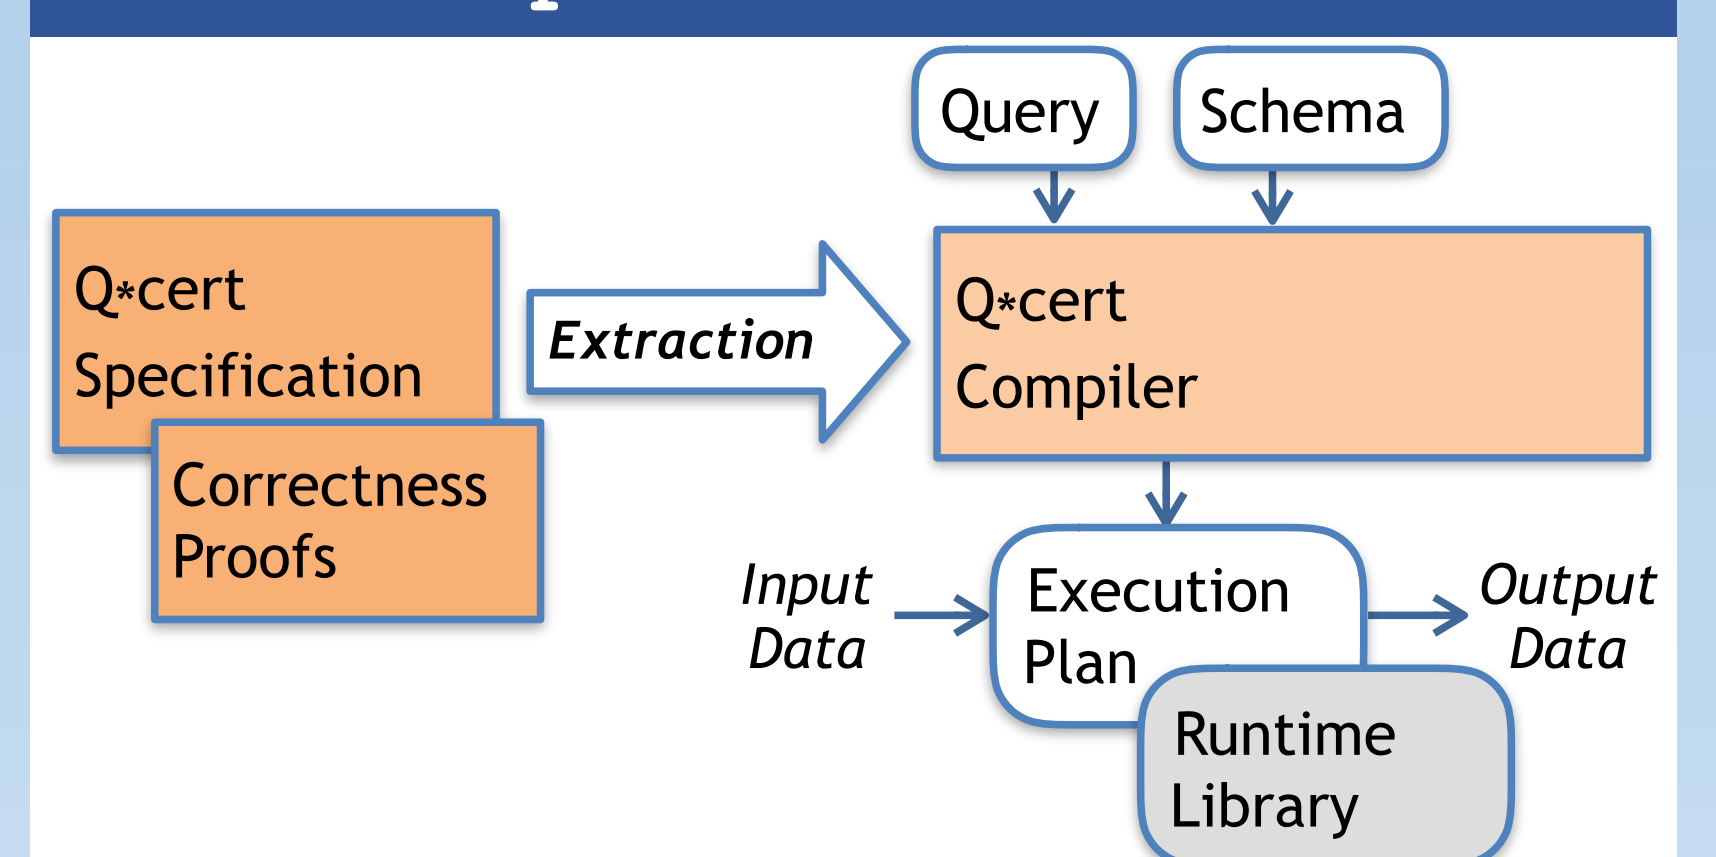 Query
Schema
Q*cert
Specification
Correctness
Proofs
Extraction
Q*cert
Compiler
Input
Data
Execution
Plan
Output
Data
Runtime
Library